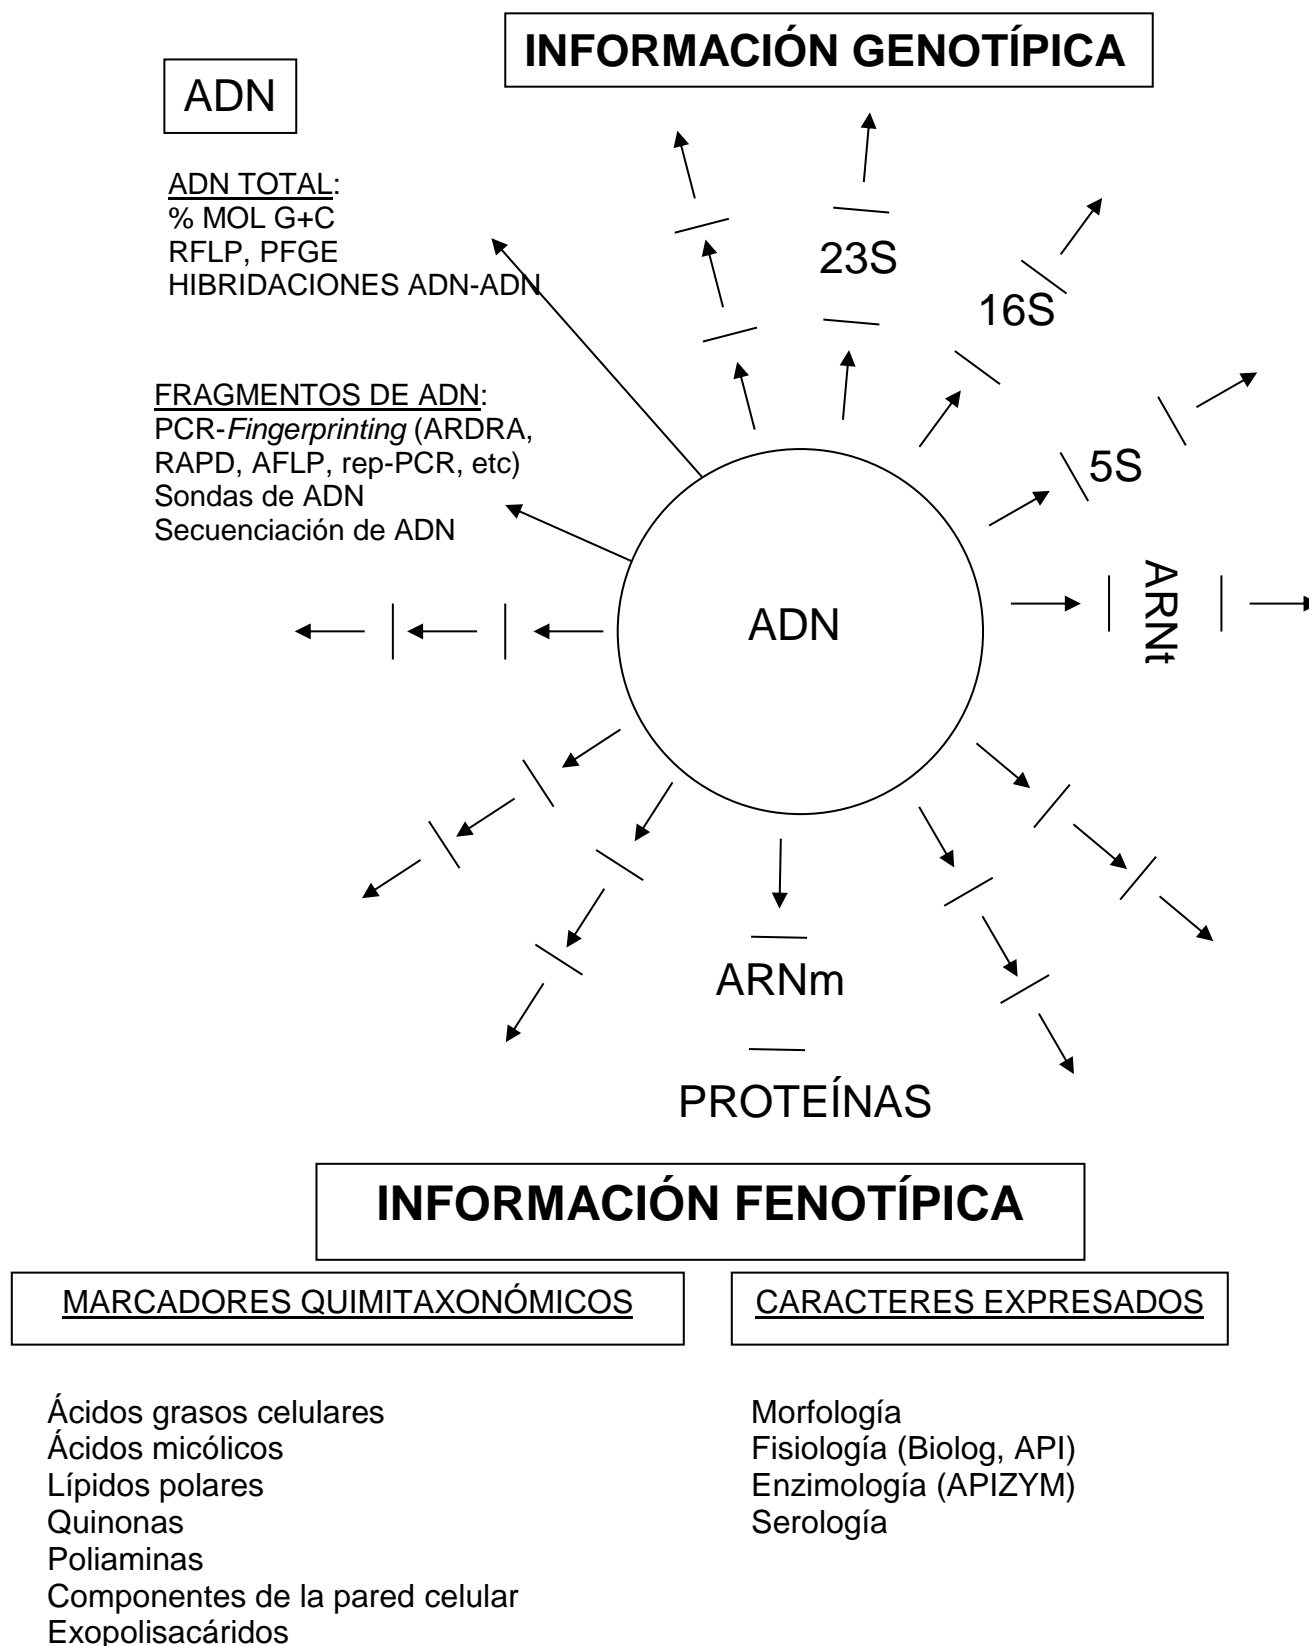 INFORMACIÓN GENOTÍPICA
ADN
ADN TOTAL:
% MOL G+C
RFLP, PFGE
HIBRIDACIONES ADN-ADN
23S
16S
FRAGMENTOS DE ADN:
PCR-Fingerprinting (ARDRA,
RAPD, AFLP, rep-PCR, etc)
Sondas de ADN
Secuenciación de ADN
5S
ARNt
ADN
ARNm
PROTEÍNAS
INFORMACIÓN FENOTÍPICA
MARCADORES QUIMITAXONÓMICOS
Ácidos grasos celulares
Ácidos micólicos
Lípidos polares
Quinonas
Poliaminas
Componentes de la pared celular
Exopolisacáridos
CARACTERES EXPRESADOS
Morfología
Fisiología (Biolog, API)
Enzimología (APIZYM)
Serología